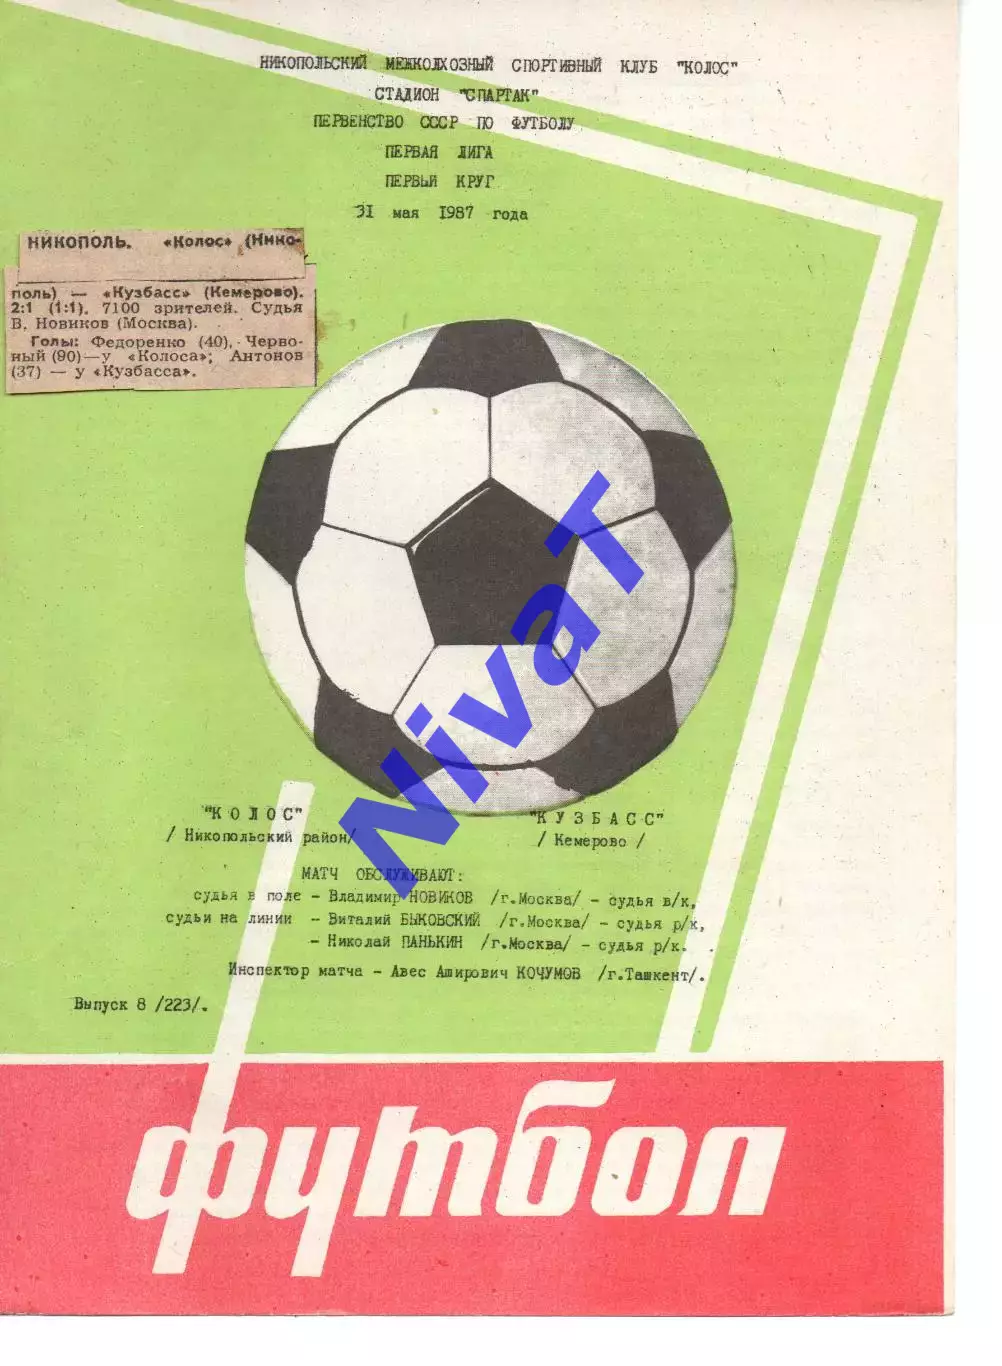 НИКОПОЛЬСКИЙ МЕЖКОЛХОЗНЫЙ СПОРТИВНЫЙ КЛУБ "КОЛОС"
СТАДИОН "СПАРТАК"
ПЕРВЕНСТВО СССР ПО ФУТБОЛУ
ПЕРВАЯ ЛИГА
ПЕРВЫЙ КРУГ
31 мая 1987 года
НИКОПОЛЬ. «Колос» (Нико-
поль) — «Кузбасс» (Кемерово).
2:1 (1:1). 7100 зрителей. Судья
В. Новиков (Москва).
Голы: Федоренко (40), Черво-
ный (90) — у «Колоса»; Антонов
(37) — у «Кузбасса».
NivaT
"КОЛОС" "КУЗБАСС"
/ Никопольский район/ / Кемерово /
МАТЧ ОБСЛУЖИВАЮТ:
судья в поле - Владимир НОВИКОВ /г.Москва/ - судья в/к,
судьи на линии - Виталий БЫКОВСКИЙ /г.Москва/ - судья р/к,
- Николай ПАНЬКИН /г.Москва/ - судья р/к.
Инспектор матча - Авес Аширович КОЧУМОВ /г.Ташкент/.
Выпуск 8 /223/.
футбол